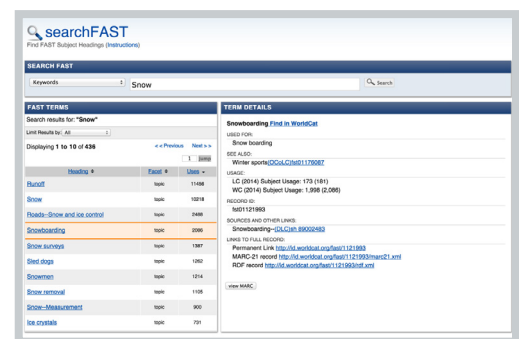 searchFAST
Find FAST Subject Headings (Instructions)
SEARCH FAST
Keywords
Snow
Search
FAST TERMS
Search results for: "Snow"
Limit Results by: All
Displaying 1 to 10 of 436
< < Previous Next > >
1 jump
Heading Facet Uses
Runoff topic 11498
Snow topic 10218
Roads--Snow and ice control topic 2488
Snowboarding topic 2086
Snow surveys topic 1387
Sled dogs topic 1262
Snowmen topic 1214
Snow removal topic 1105
Snow--Measurement topic 900
Ice crystals topic 731
TERM DETAILS
Snowboarding Find in WorldCat
USED FOR:
Snow boarding
SEE ALSO:
Winter sports(OCoLC)fst01176087
USAGE:
LC (2014) Subject Usage: 173 (181)
WC (2014) Subject Usage: 1,998 (2,086)
RECORD ID:
fst01121993
SOURCES AND OTHER LINKS:
Snowboarding--(DLC)sh 89002483
LINKS TO FULL RECORD:
Permanent Link http://id.worldcat.org/fast/1121993
MARC-21 record http://id.worldcat.org/fast/1121993/marc21.xml
RDF record http://id.worldcat.org/fast/1121993/rdf.xml
view MARC